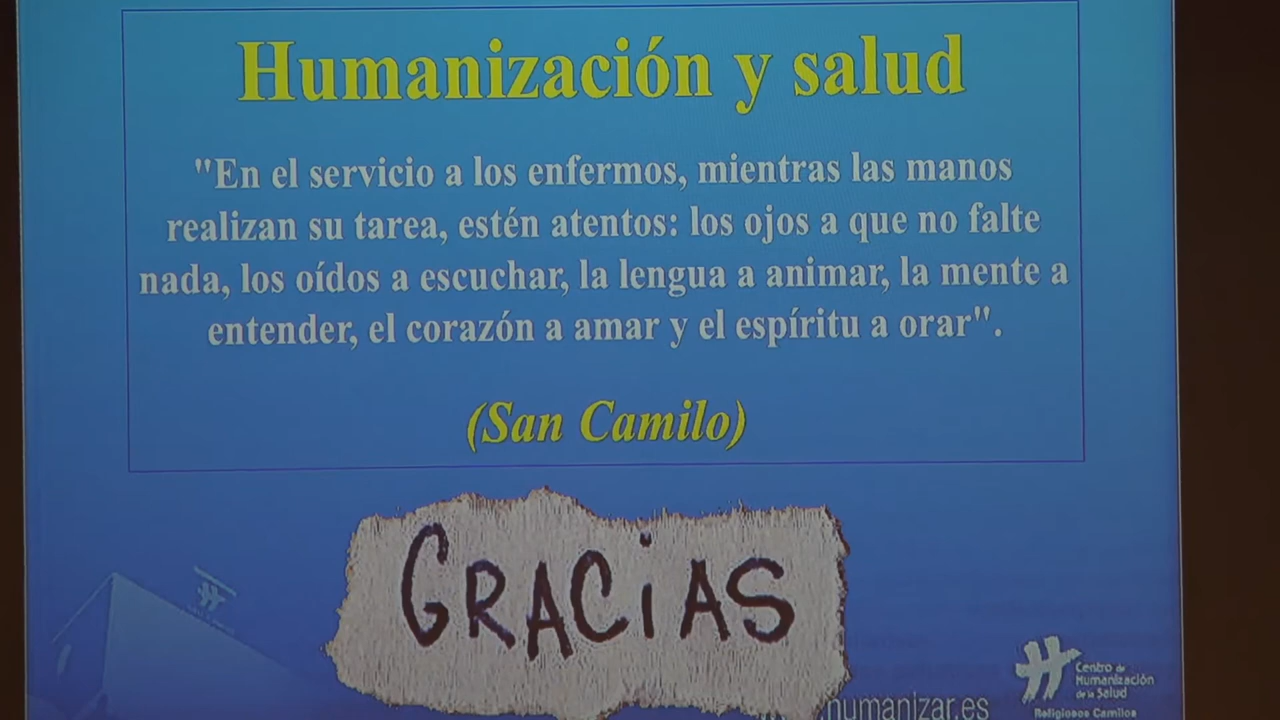 Humanización y salud
"En el servicio a los enfermos, mientras las manos
realizan su tarea, estén atentos: los ojos a que no falte
nada, los oídos a escuchar, la lengua a animar, la mente a
entender, el corazón a amar y el espíritu a orar".
(San Camilo)
GRACiAS
humanizar.es
Centro de
Humanización
de la Salud
Religiosos Camilos